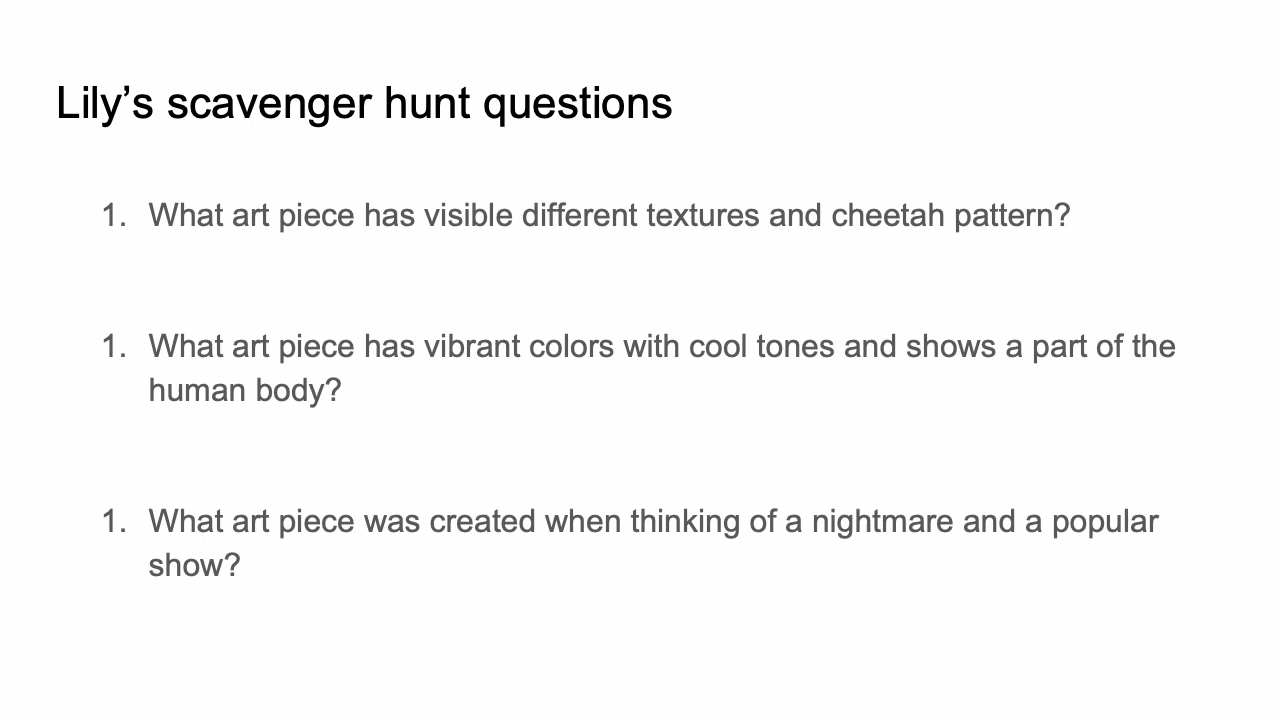 Lily’s scavenger hunt questions
1. What art piece has visible different textures and cheetah pattern?
1. What art piece has vibrant colors with cool tones and shows a part of the
human body?
1. What art piece was created when thinking of a nightmare and a popular
show?